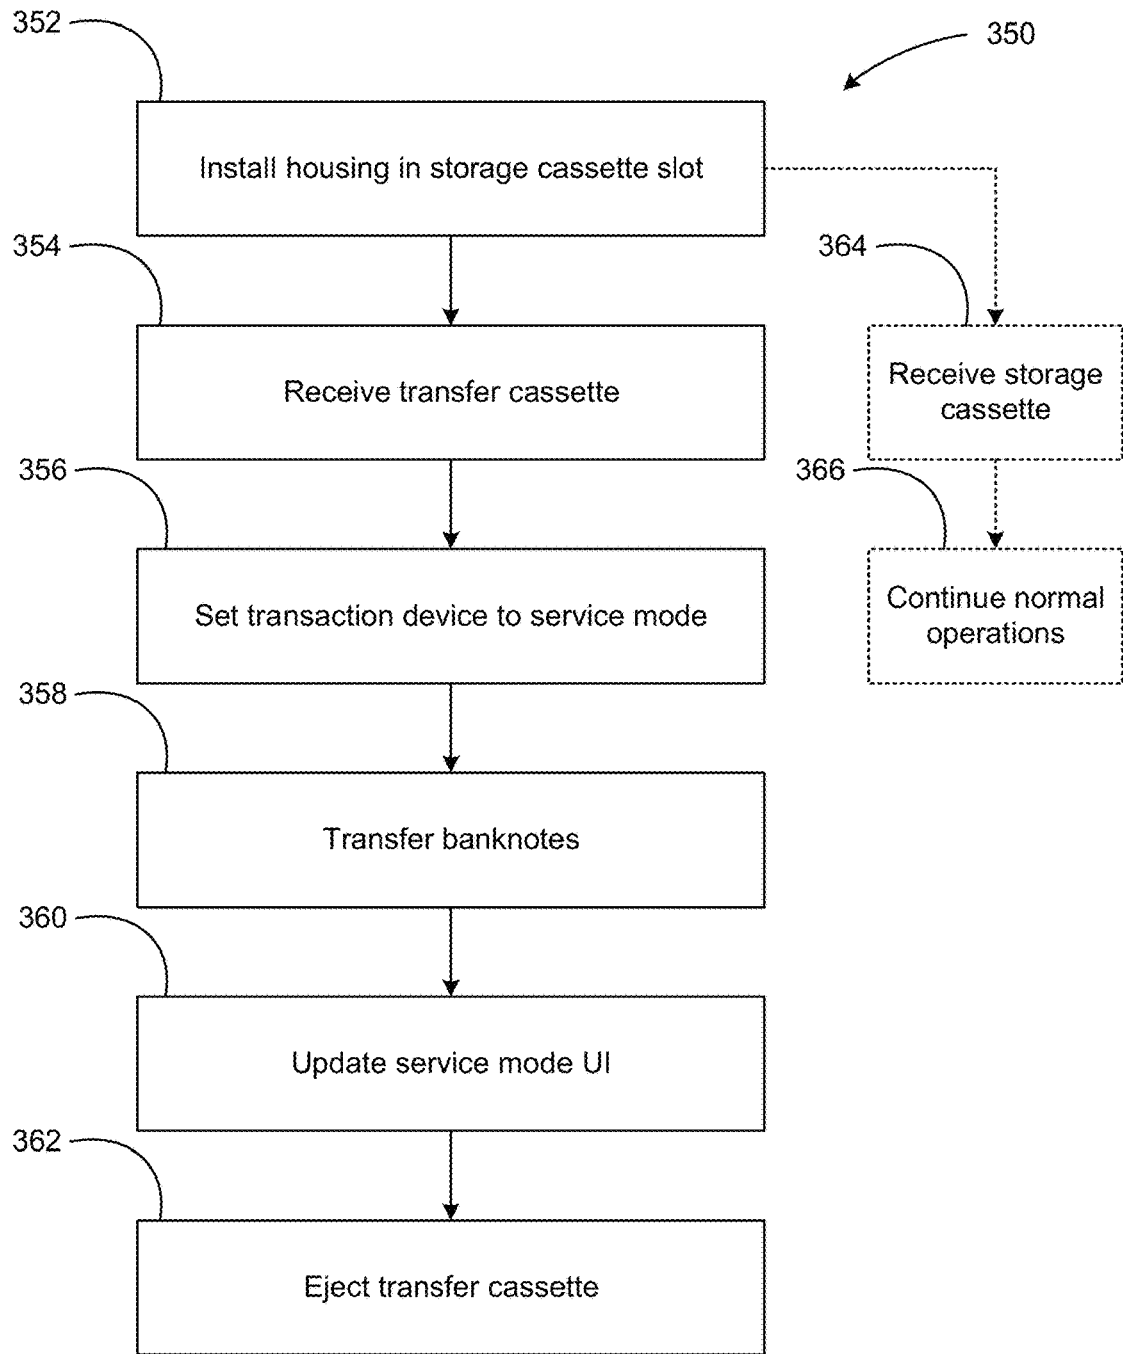 352
350
Install housing in storage cassette slot
354
364
Receive transfer cassette
Receive storage
cassette
356
366
Set transaction device to service mode
Continue normal
operations
358
Transfer banknotes
360
Update service mode UI
362
Eject transfer cassette